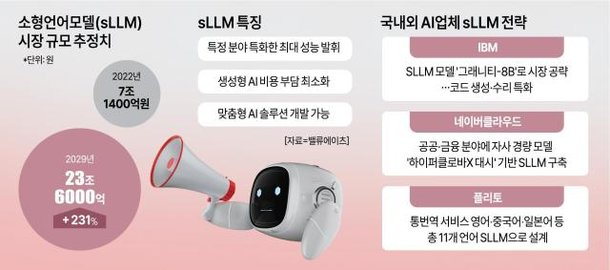 소형언어모델(sLLM)
시장 규모 추정치
*단위:원
2022년
7조
1400억원
2029년
23조
6000억
+231%
sLLM 특징
특정 분야 특화한 최대 성능 발휘
생성형 AI 비용 부담 최소화
맞춤형 AI 솔루션 개발 가능
[자료=밸류에이츠]
국내외 AI업체 sLLM 전략
IBM
SLLM 모델 '그래니티-8B'로 시장 공략
…코드 생성·수리 특화
네이버클라우드
공공·금융 분야에 자사 경량 모델
'하이퍼클로바X 대시' 기반 SLLM 구축
플리토
통번역 서비스 영어·중국어·일본어 등
총 11개 언어 SLLM으로 설계